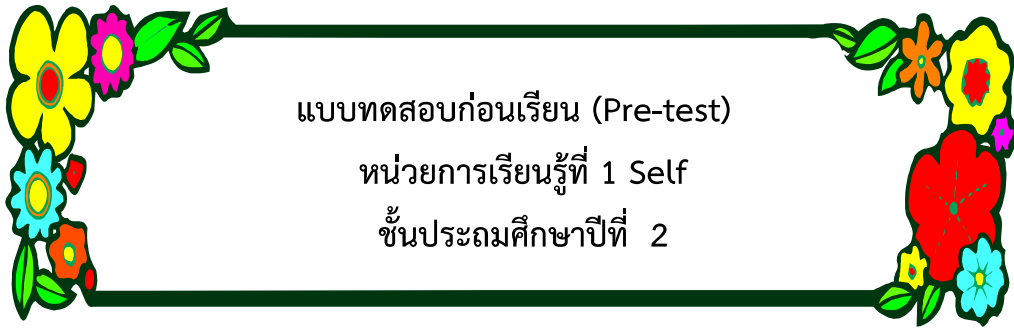 แบบทดสอบก่อนเรียน (Pre-test)
หน่วยการเรียนรู้ที่ 1 Self
ชั้นประถมศึกษาปีที่ 2